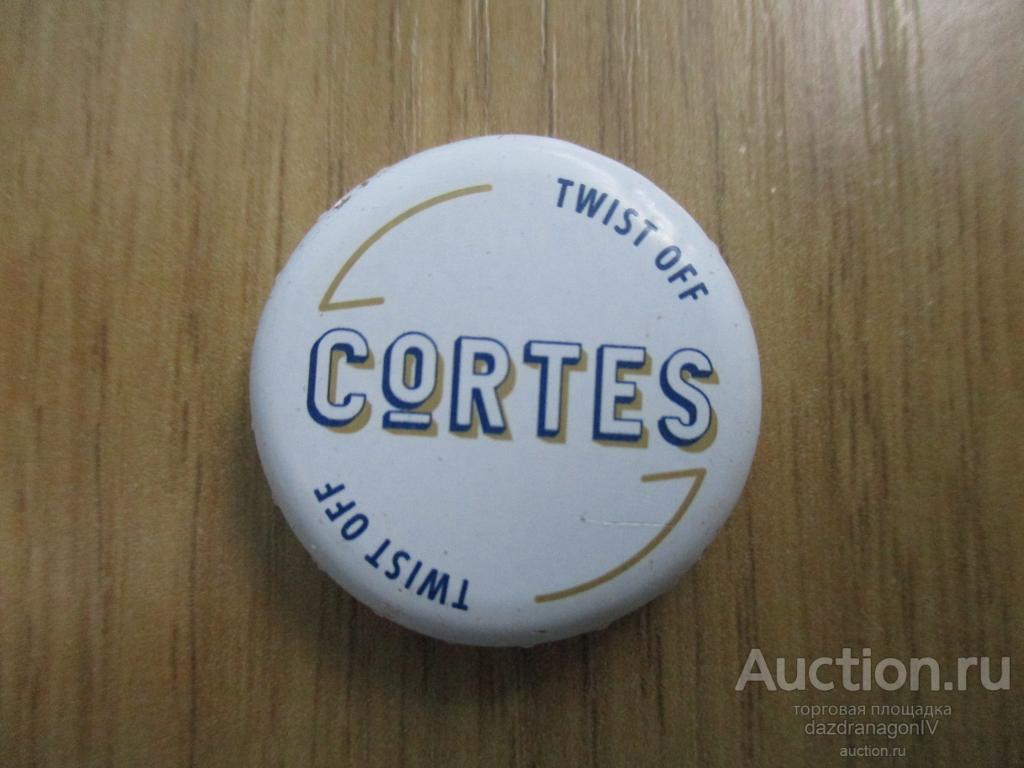 TWIST OFF
CORTES
TWIST OFF
Auction.ru
торговая площадка
dazdranagonIV
auction.ru